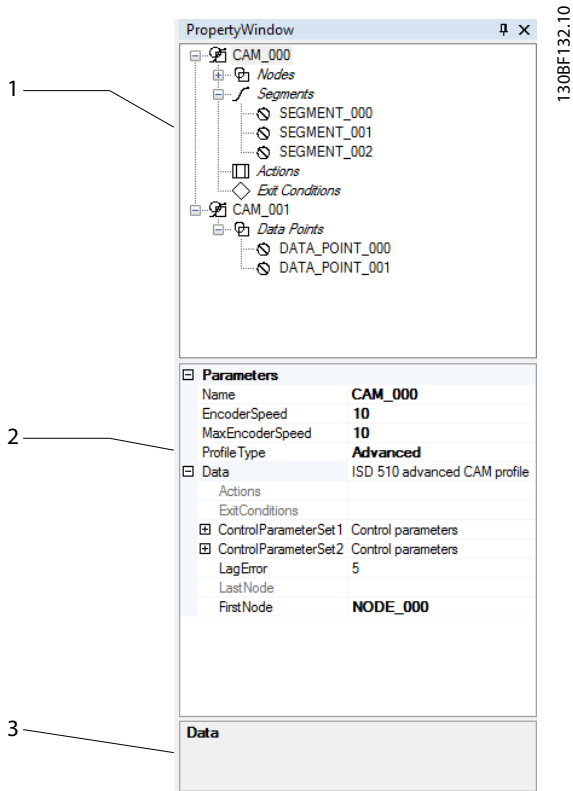 130BF132.10
PropertyWindow
1
CAM_000
Nodes
Segments
SEGMENT_000
SEGMENT_001
SEGMENT_002
Actions
Exit Conditions
CAM_001
Data Points
DATA_POINT_000
DATA_POINT_001
2
Parameters
Name CAM_000
EncoderSpeed 10
MaxEncoderSpeed 10
ProfileType Advanced
Data ISD 510 advanced CAM profile
Actions
ExitConditions
ControlParameterSet1 Control parameters
ControlParameterSet2 Control parameters
LagError 5
LastNode
FirstNode NODE_000
3
Data